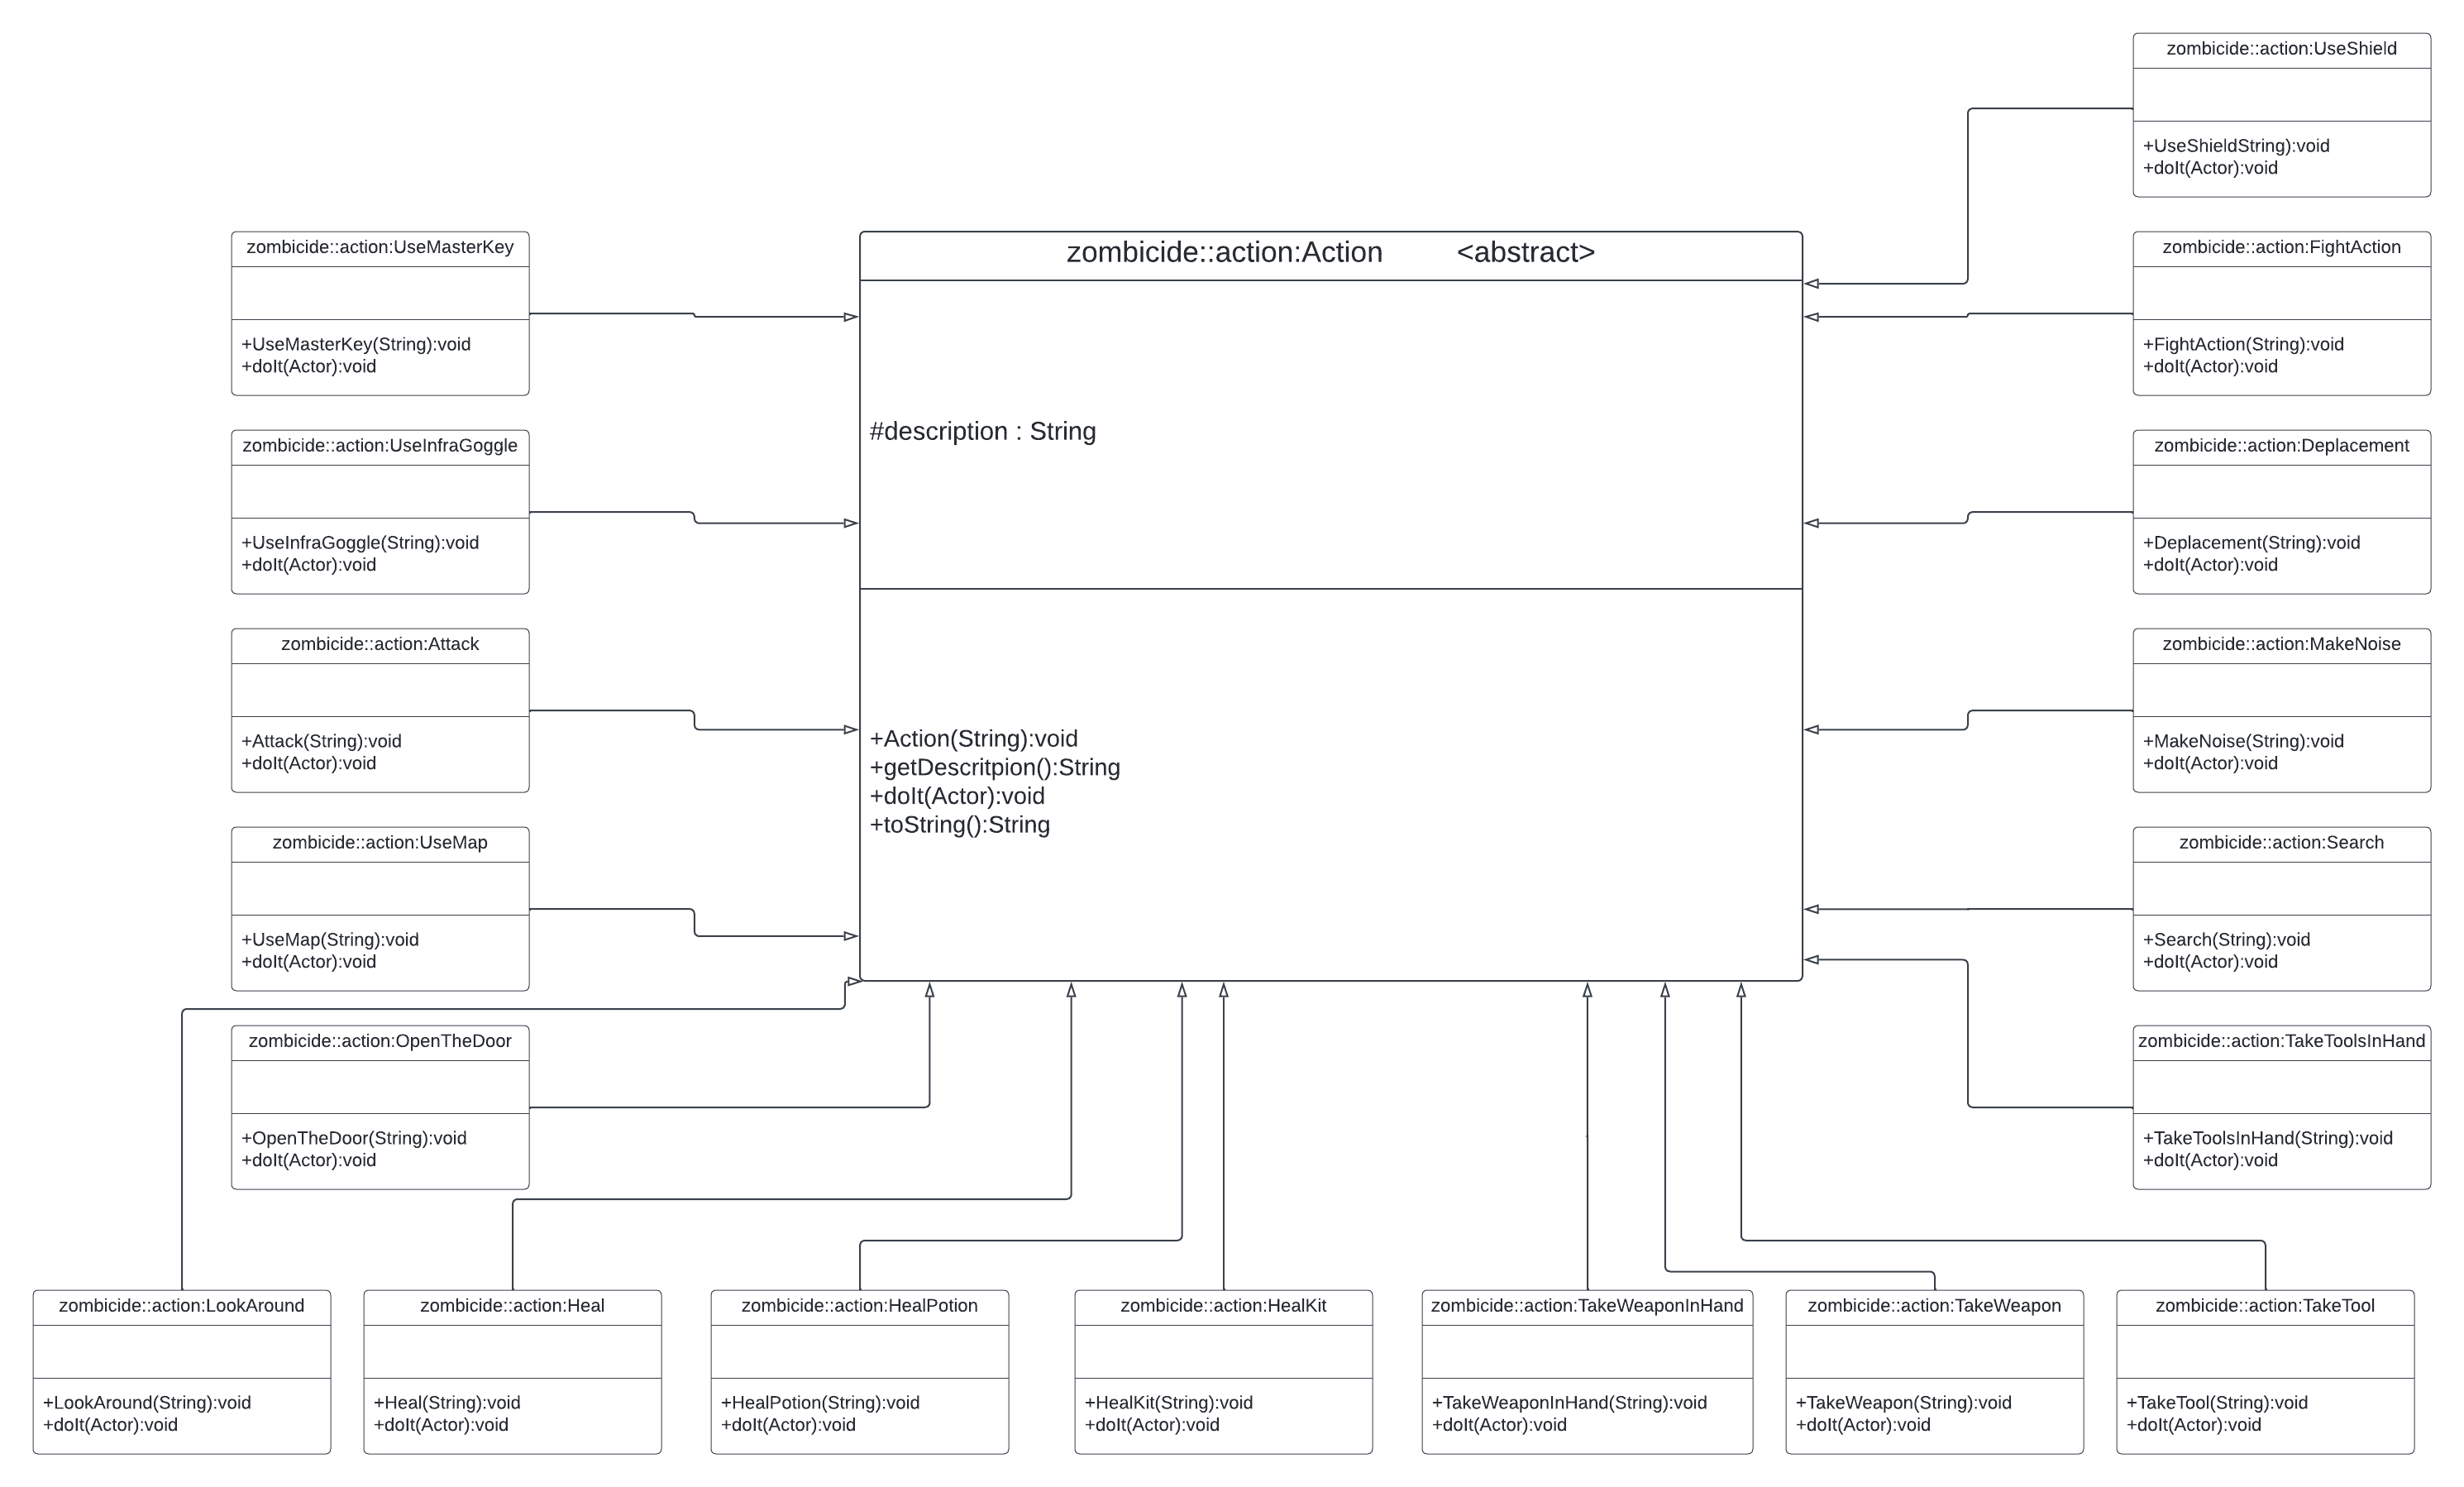 zombicide::action:UseShield
+UseShieldString):void
+doIt(Actor):void
zombicide::action:UseMasterKey
+UseMasterKey(String):void
+doIt(Actor):void
zombicide::action:Action <abstract>
#description : String
+Action(String):void
+getDescritpion():String
+doIt(Actor):void
+toString():String
zombicide::action:FightAction
+FightAction(String):void
+doIt(Actor):void
zombicide::action:UseInfraGoggle
+UseInfraGoggle(String):void
+doIt(Actor):void
zombicide::action:Deplacement
+Deplacement(String):void
+doIt(Actor):void
zombicide::action:Attack
+Attack(String):void
+doIt(Actor):void
zombicide::action:MakeNoise
+MakeNoise(String):void
+doIt(Actor):void
zombicide::action:UseMap
+UseMap(String):void
+doIt(Actor):void
zombicide::action:Search
+Search(String):void
+doIt(Actor):void
zombicide::action:OpenTheDoor
+OpenTheDoor(String):void
+doIt(Actor):void
zombicide::action:TakeToolsInHand
+TakeToolsInHand(String):void
+doIt(Actor):void
zombicide::action:LookAround
+LookAround(String):void
+doIt(Actor):void
zombicide::action:Heal
+Heal(String):void
+doIt(Actor):void
zombicide::action:HealPotion
+HealPotion(String):void
+doIt(Actor):void
zombicide::action:HealKit
+HealKit(String):void
+doIt(Actor):void
zombicide::action:TakeWeaponInHand
+TakeWeaponInHand(String):void
+doIt(Actor):void
zombicide::action:TakeWeapon
+TakeWeapon(String):void
+doIt(Actor):void
zombicide::action:TakeTool
+TakeTool(String):void
+doIt(Actor):void